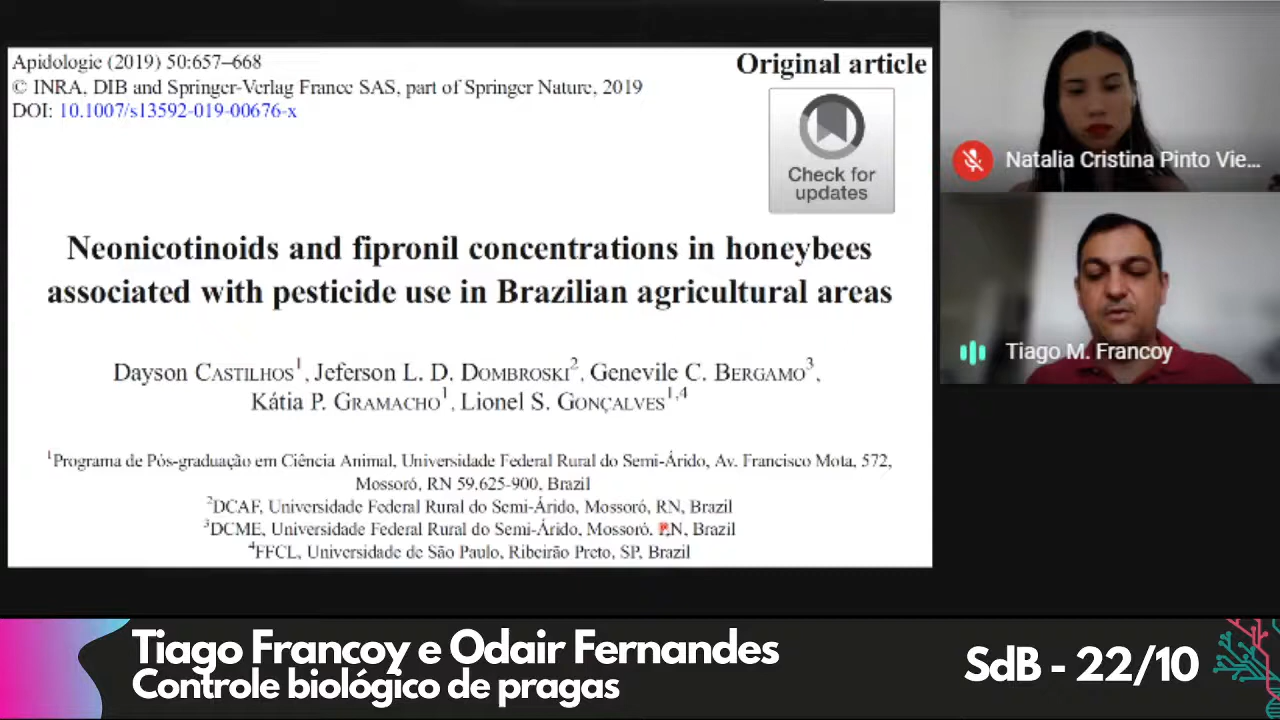 Apidologie (2019) 50:657–668
© INRA, DIB and Springer-Verlag France SAS, part of Springer Nature, 2019
DOI: 10.1007/s13592-019-00676-x
Original article
Check for
updates
Neonicotinoids and fipronil concentrations in honeybees
associated with pesticide use in Brazilian agricultural areas
Dayson CASTILHOS1, Jeferson L. D. DOMBROSKI2, Genevile C. BERGAMO3,
Kátia P. GRAMACHO1, Lionel S. GONÇALVES1,4
1Programa de Pós-graduação em Ciência Animal, Universidade Federal Rural do Semi-Árido, Av. Francisco Mota, 572,
Mossoró, RN 59.625-900, Brazil
2DCAF, Universidade Federal Rural do Semi-Árido, Mossoró, RN, Brazil
3DCME, Universidade Federal Rural do Semi-Árido, Mossoró, RN, Brazil
4FFCL, Universidade de São Paulo, Ribeirão Preto, SP, Brazil
Natalia Cristina Pinto Vie...
Tiago M. Francoy
Tiago Francoy e Odair Fernandes
Controle biológico de pragas
SdB - 22/10